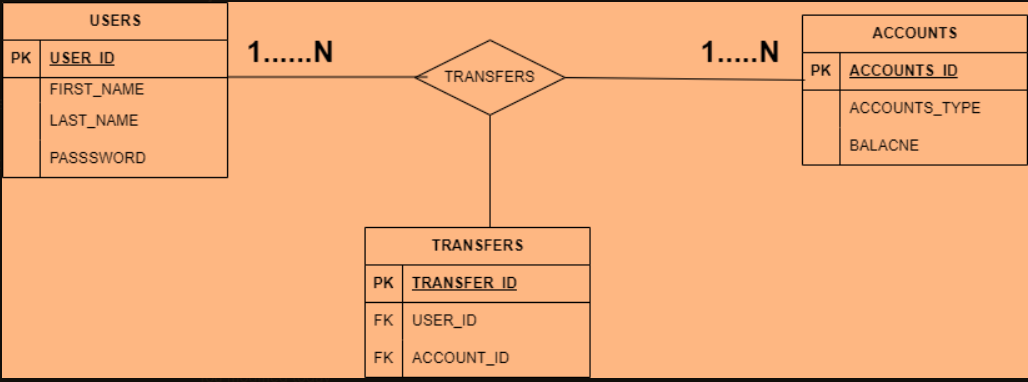 USERS
PK USER_ID
FIRST_NAME
LAST_NAME
PASSSWORD
1......N
TRANSFERS
1.....N
ACCOUNTS
PK ACCOUNTS_ID
ACCOUNTS_TYPE
BALACNE
TRANSFERS
PK TRANSFER_ID
FK USER_ID
FK ACCOUNT_ID